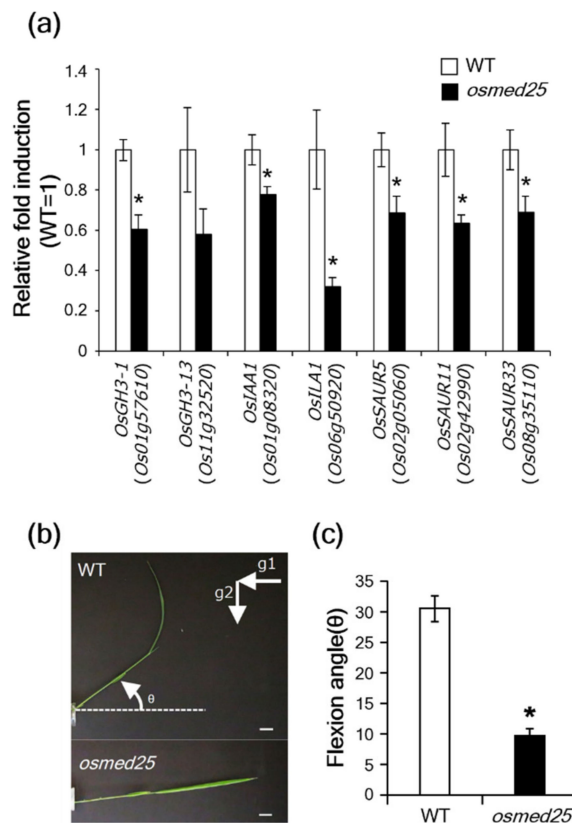 (a)
Relative fold induction
(WT=1)
1.4
1.2
1
0.8
0.6
0.4
0.2
0
WT
osmed25
*
*
*
*
*
*
OsGH3-1
(Os01g57610)
OsGH3-13
(Os11g32520)
OsIAA1
(Os01g08320)
OsILA1
(Os06g50920)
OsSAUR5
(Os02g05060)
OsSAUR11
(Os02g42990)
OsSAUR33
(Os08g35110)
(b)
WT
g1
g2
θ
osmed25
(c)
Flexion angle(θ)
35
30
25
20
15
10
5
0
*
WT
osmed25